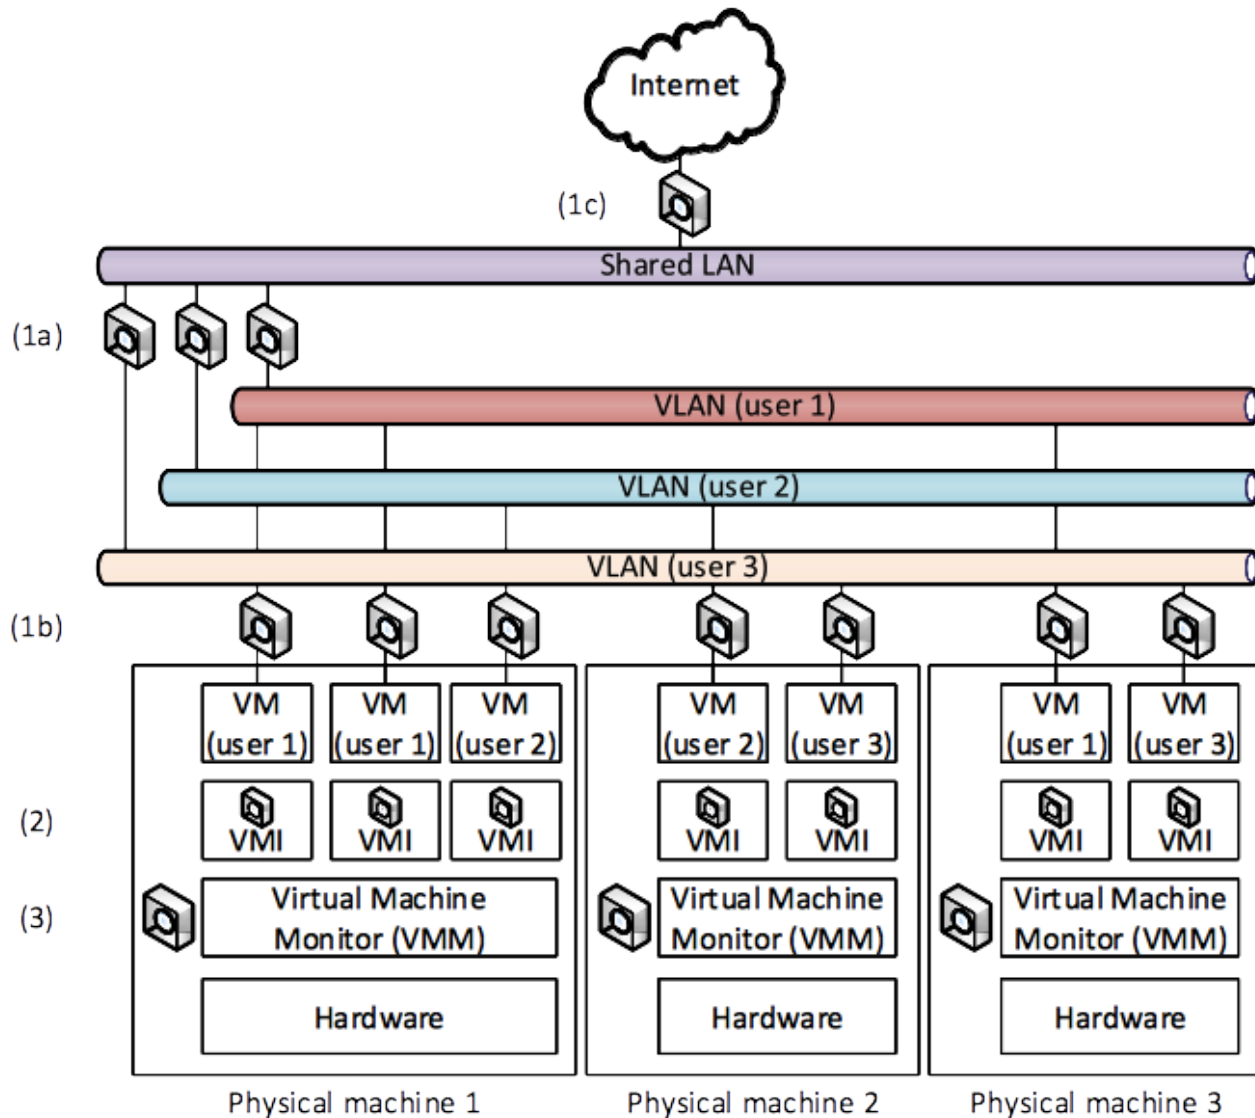 Internet
(1c)
Shared LAN
(1a)
VLAN (user 1)
VLAN (user 2)
VLAN (user 3)
(1b)
VM
(user 1)
VM
(user 1)
VM
(user 2)
VM
(user 2)
VM
(user 3)
VM
(user 1)
VM
(user 3)
(2)
VMI
VMI
VMI
VMI
VMI
VMI
VMI
(3)
Virtual Machine
Monitor (VMM)
Virtual Machine
Monitor (VMM)
Virtual Machine
Monitor (VMM)
Hardware
Hardware
Hardware
Physical machine 1
Physical machine 2
Physical machine 3